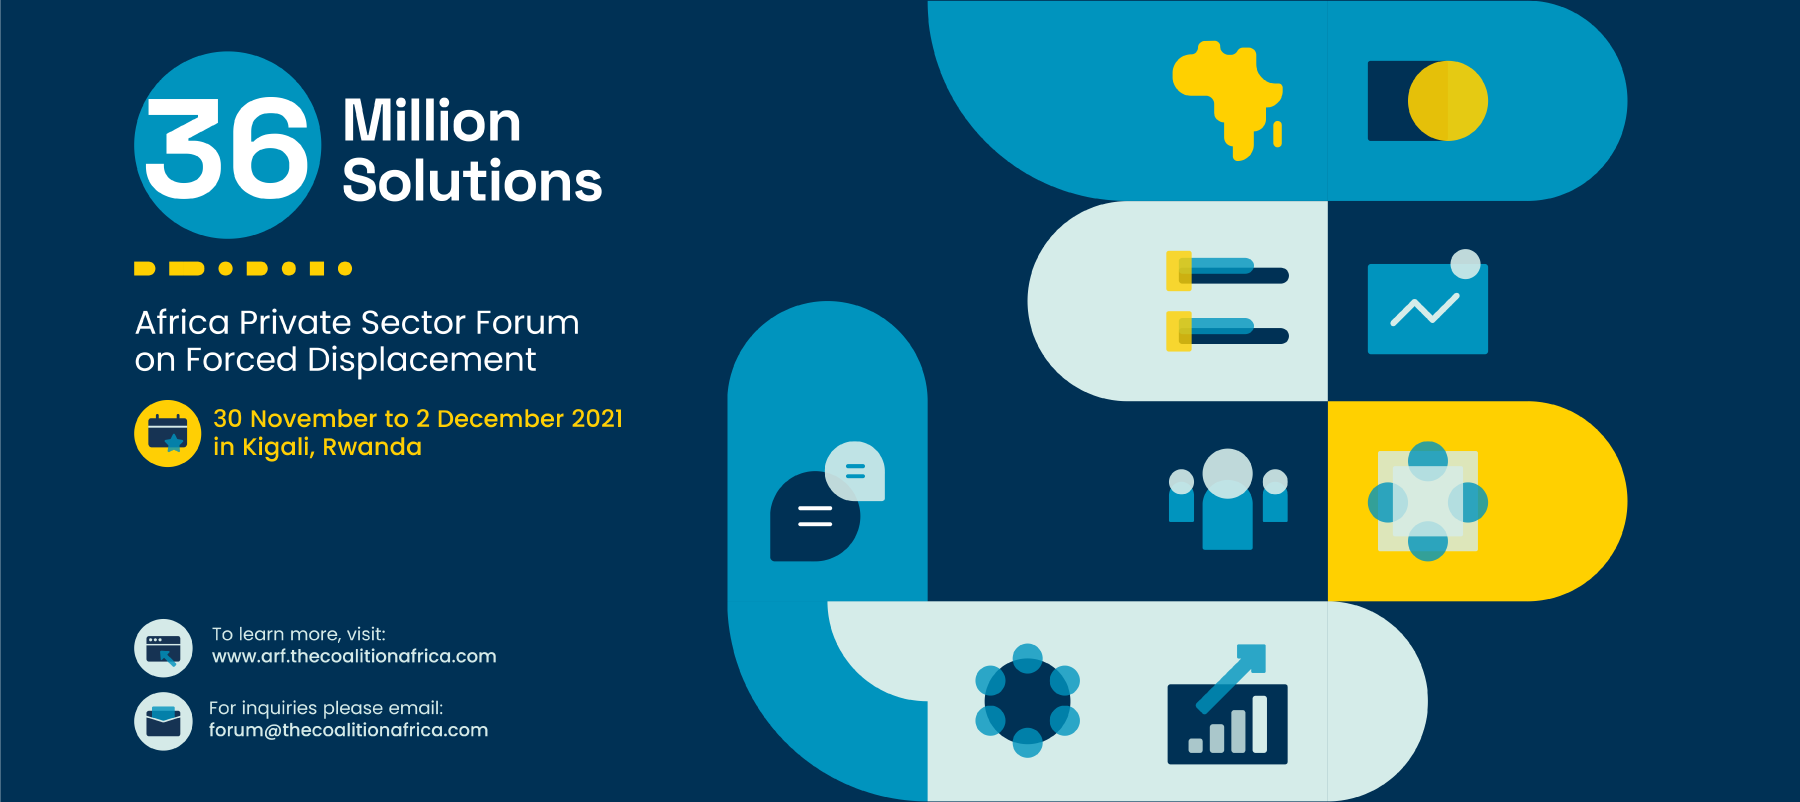 36
Million
Solutions
Africa Private Sector Forum
on Forced Displacement
30 November to 2 December 2021
in Kigali, Rwanda
To learn more, visit:
www.arf.thecoalitionafrica.com
For inquiries please email:
forum@thecoalitionafrica.com